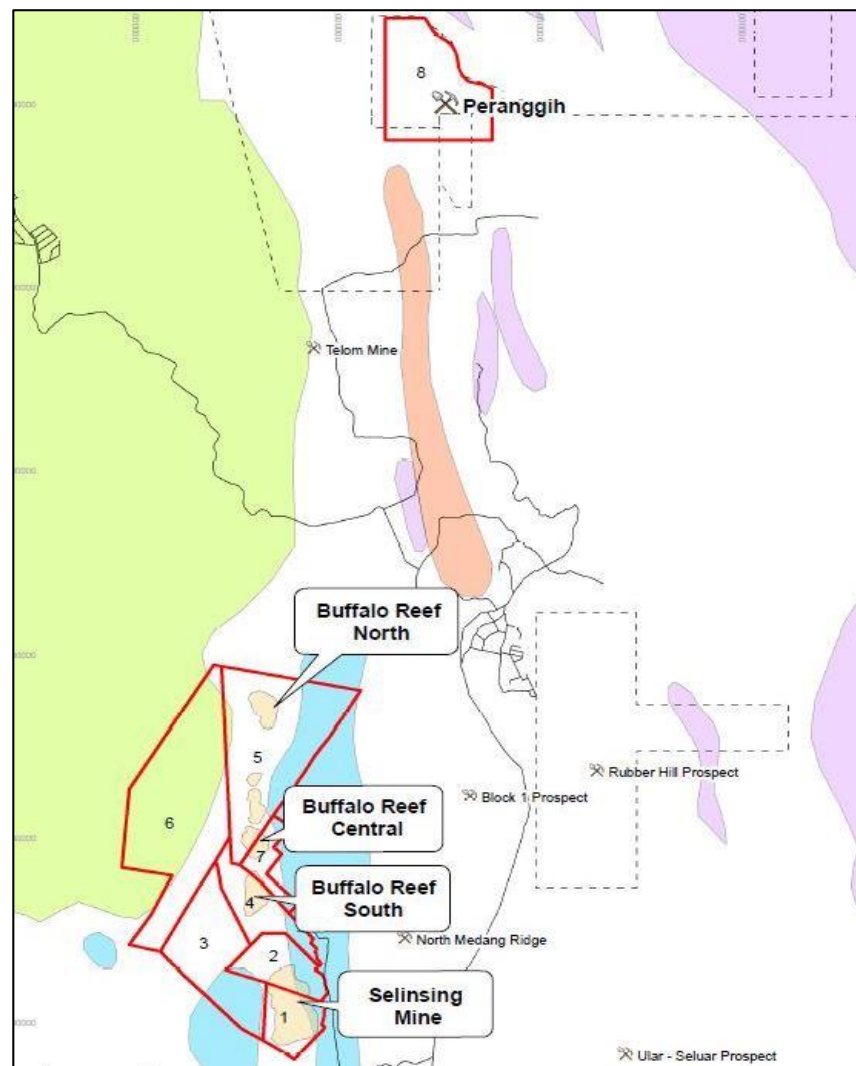 8
Peranggih
Telom Mine
Buffalo Reef
North
5
Rubber Hill Prospect
Block 1 Prospect
6
Buffalo Reef
Central
7
Buffalo Reef
South
4
3
North Medang Ridge
2
Selinsing
Mine
1
Ular - Seluar Prospect